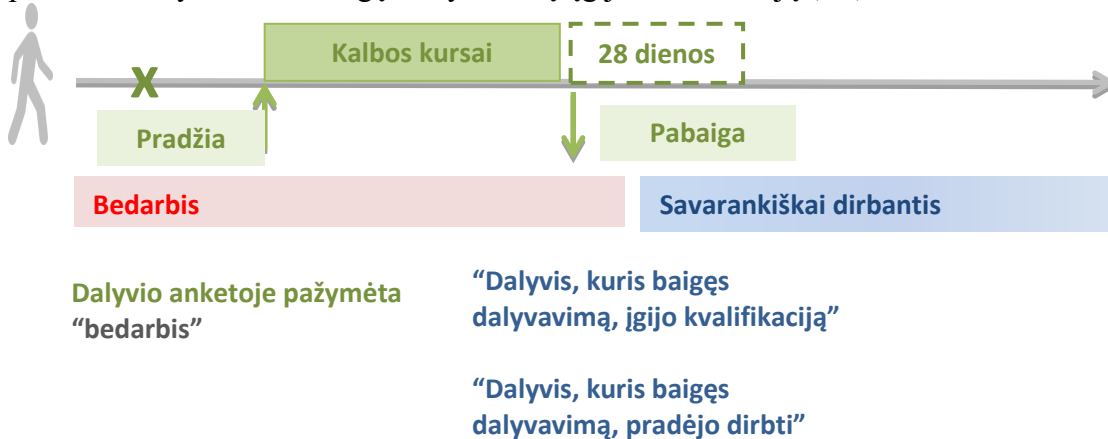 Kalbos kursai
28 dienos
X
Pradžia
Pabaiga
Bedarbis
Savarankiškai dirbantis
Dalyvio anketoje pažymėta
“bedarbis”
“Dalyvis, kuris baigęs
dalyvavimą, įgijo kvalifikaciją”
“Dalyvis, kuris baigęs
dalyvavimą, pradėjo dirbti”